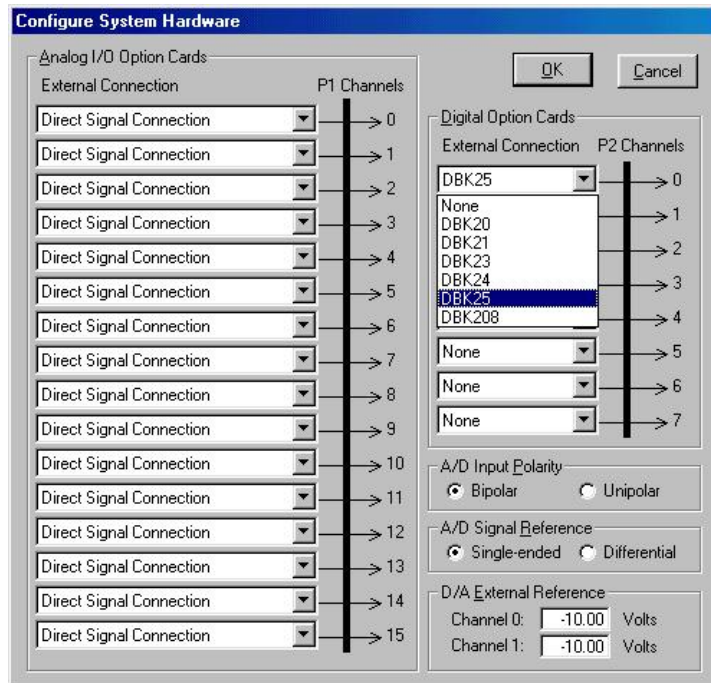 Configure System Hardware
Analog I/O Option Cards
External Connection P1 Channels
Direct Signal Connection 0
Direct Signal Connection 1
Direct Signal Connection 2
Direct Signal Connection 3
Direct Signal Connection 4
Direct Signal Connection 5
Direct Signal Connection 6
Direct Signal Connection 7
Direct Signal Connection 8
Direct Signal Connection 9
Direct Signal Connection 10
Direct Signal Connection 11
Direct Signal Connection 12
Direct Signal Connection 13
Direct Signal Connection 14
Direct Signal Connection 15
OK Cancel
Digital Option Cards
External Connection P2 Channels
DBK25 0
None
DBK20 1
DBK21
DBK23 2
DBK24
DBK25 3
DBK208 4
None 5
None 6
None 7
A/D Input Polarity
Bipolar Unipolar
A/D Signal Reference
Single-ended Differential
D/A External Reference
Channel 0: -10.00 Volts
Channel 1: -10.00 Volts